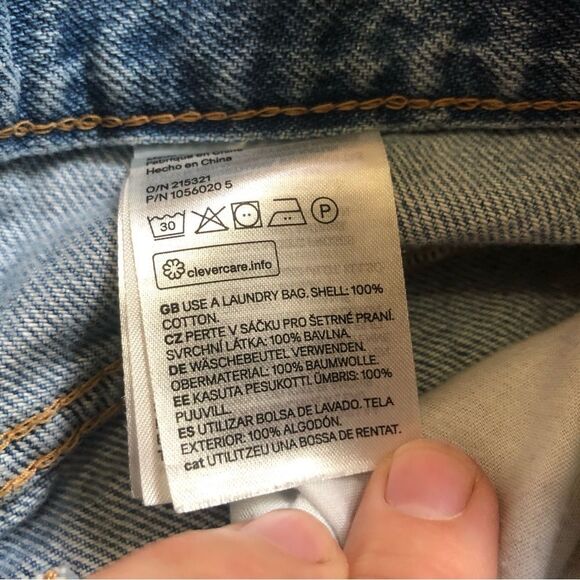 Hecho en China
O/N 215321
P/N 1056020 5
30
P
clevercare.info
GB USE A LAUNDRY BAG. SHELL: 100%
COTTON.
CZ PERTE V SÁČKU PRO ŠETRNÉ PRANÍ.
SVRCHNÍ LÁTKA: 100% BAVLNA.
DE WÄSCHEBEUTEL VERWENDEN.
OBERMATERIAL: 100% BAUMWOLLE.
EE KASUTA PESUKOTTI. ÜMBRIS: 100%
PUUVILL.
ES UTILIZAR BOLSA DE LAVADO. TELA
EXTERIOR: 100% ALGODÓN.
cat UTILITZEU UNA BOSSA DE RENTAT.